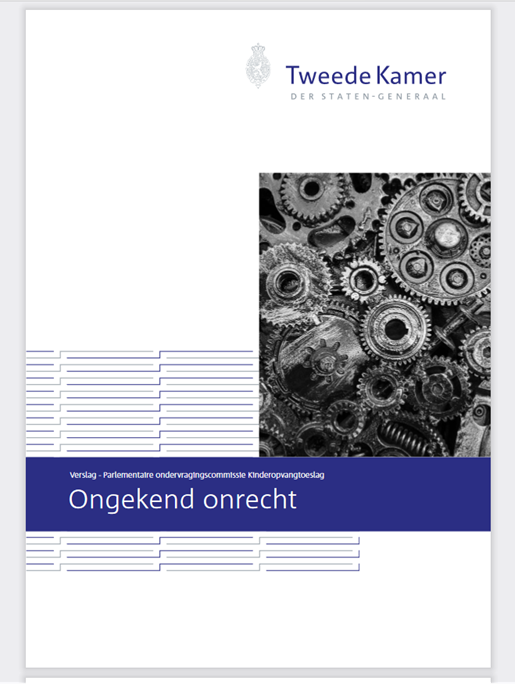 Tweede Kamer
DER STATEN-GENERAAL
Verslag - Parlementaire ondervragingscommissie Kinderopvangtoeslag
Ongekend onrecht